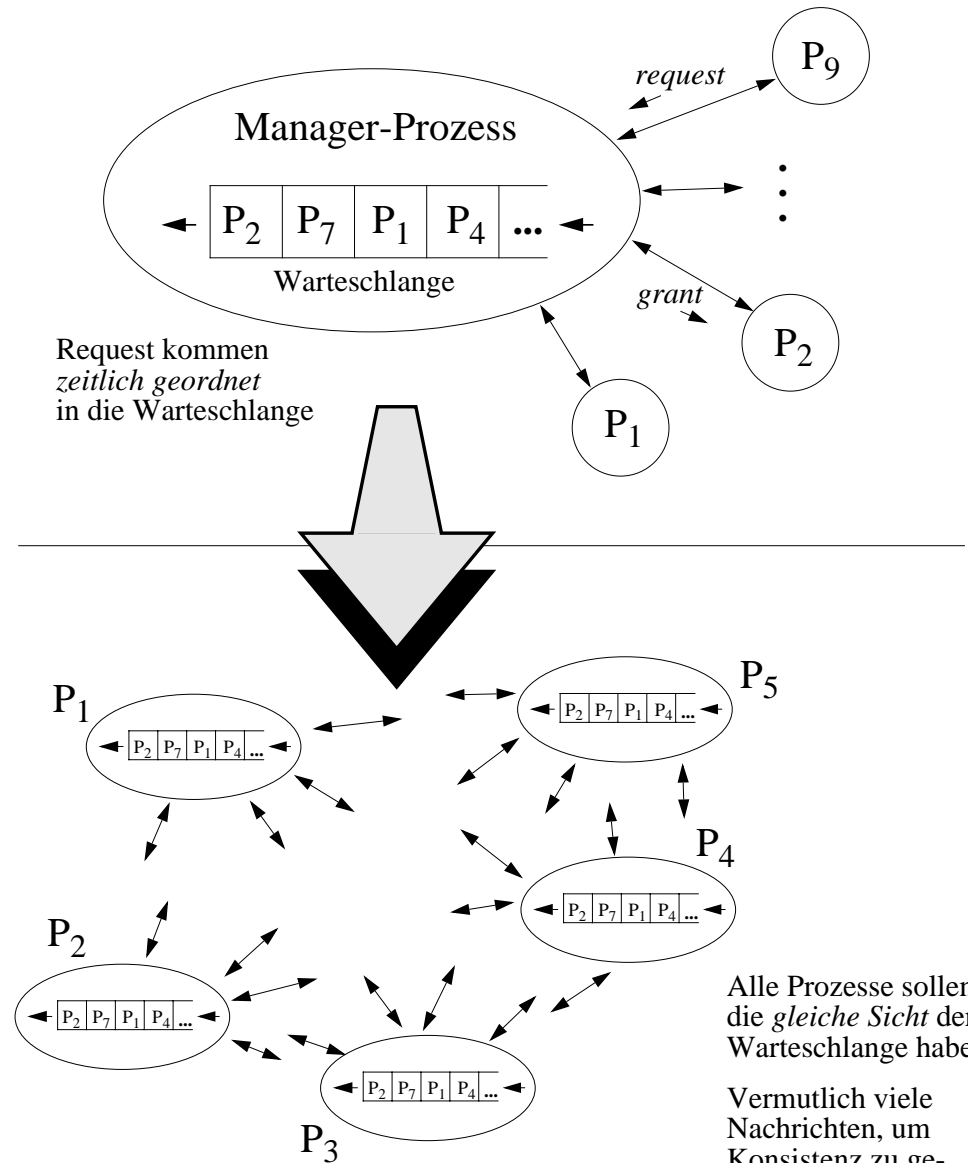 P9
request
Manager-Prozess
P2 P7 P1 P4 ...
Warteschlange
grant
P2
Request kommen
zeitlich geordnet
in die Warteschlange
P1
P5
P2 P7 P1 P4 ...
P1
P2 P7 P1 P4 ...
P4
P2 P7 P1 P4 ...
P2
P2 P7 P1 P4 ...
Alle Prozesse sollen
die gleiche Sicht der
Warteschlange habe
P2 P7 P1 P4 ...
P3
Vermutlich viele
Nachrichten, um
Konsistenz zu ge-